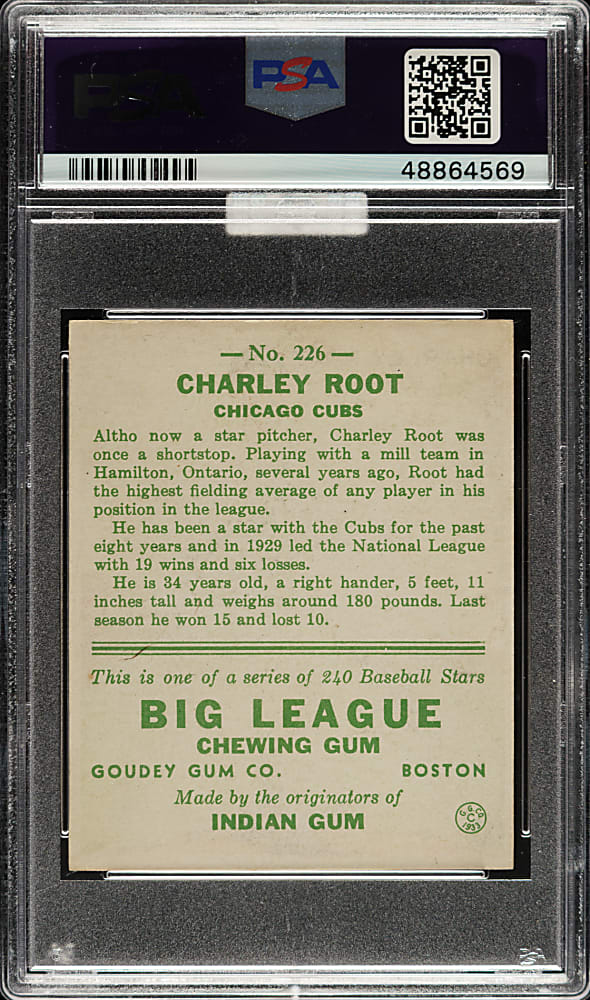 PSA
PSA
48864569
— No. 226 —
CHARLEY ROOT
CHICAGO CUBS
Altho now a star pitcher, Charley Root was
once a shortstop. Playing with a mill team in
Hamilton, Ontario, several years ago, Root had
the highest fielding average of any player in his
position in the league.
He has been a star with the Cubs for the past
eight years and in 1929 led the National League
with 19 wins and six losses.
He is 34 years old, a right hander, 5 feet, 11
inches tall and weighs around 180 pounds. Last
season he won 15 and lost 10.
This is one of a series of 240 Baseball Stars
BIG LEAGUE
CHEWING GUM
GOUDEY GUM CO. BOSTON
Made by the originators of
INDIAN GUM
G. G. CO.
C
1933